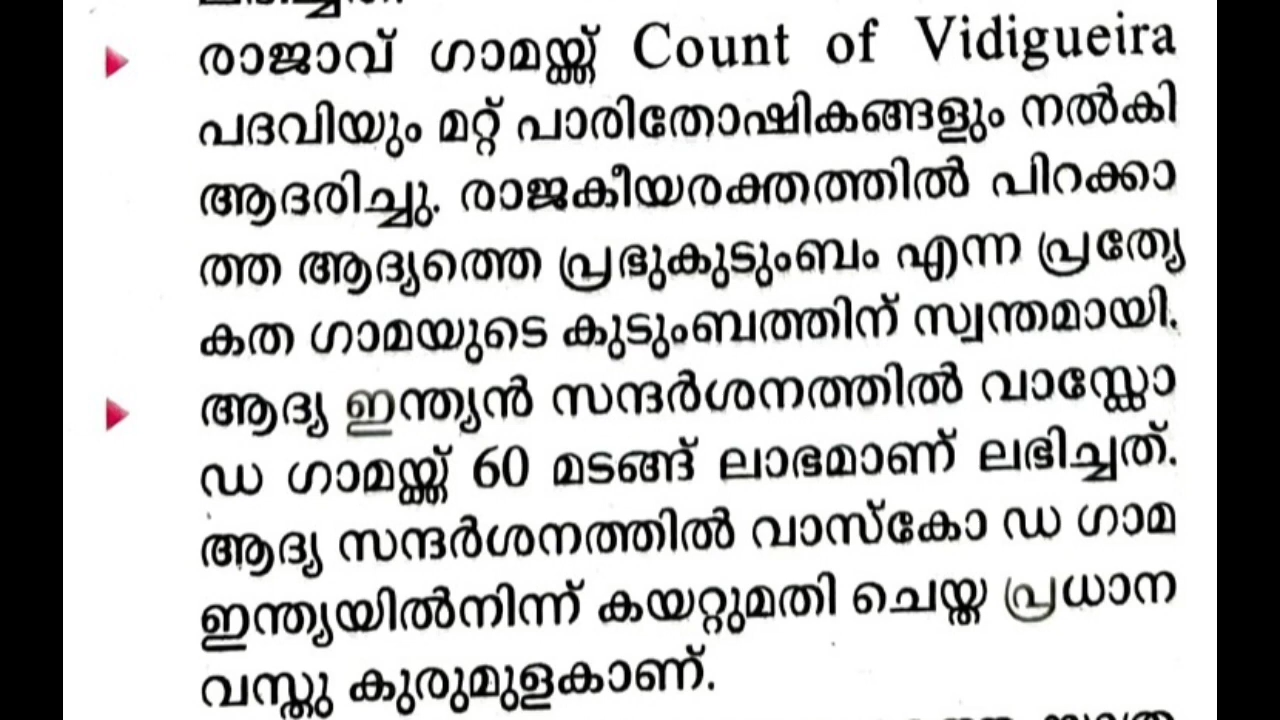 രാജാവ് ഗാമയ്ക്ക് Count of Vidigueira
പദവിയും മറ്റ് പാരിതോഷികങ്ങളും നൽകി
ആദരിച്ചു. രാജകീയരക്തത്തിൽ പിറക്കാ
ത്ത ആദ്യത്തെ പ്രഭുകുടുംബം എന്ന പ്രത്യേ
കത ഗാമയുടെ കുടുംബത്തിന് സ്വന്തമായി.
ആദ്യ ഇന്ത്യൻ സന്ദർശനത്തിൽ വാസ്കോ
ഡ ഗാമയ്ക്ക് 60 മടങ്ങ് ലാഭമാണ് ലഭിച്ചത്.
ആദ്യ സന്ദർശനത്തിൽ വാസ്കോ ഡ ഗാമ
ഇന്ത്യയിൽനിന്ന് കയറ്റുമതി ചെയ്ത പ്രധാന
വസ്തു കുരുമുളകാണ്.